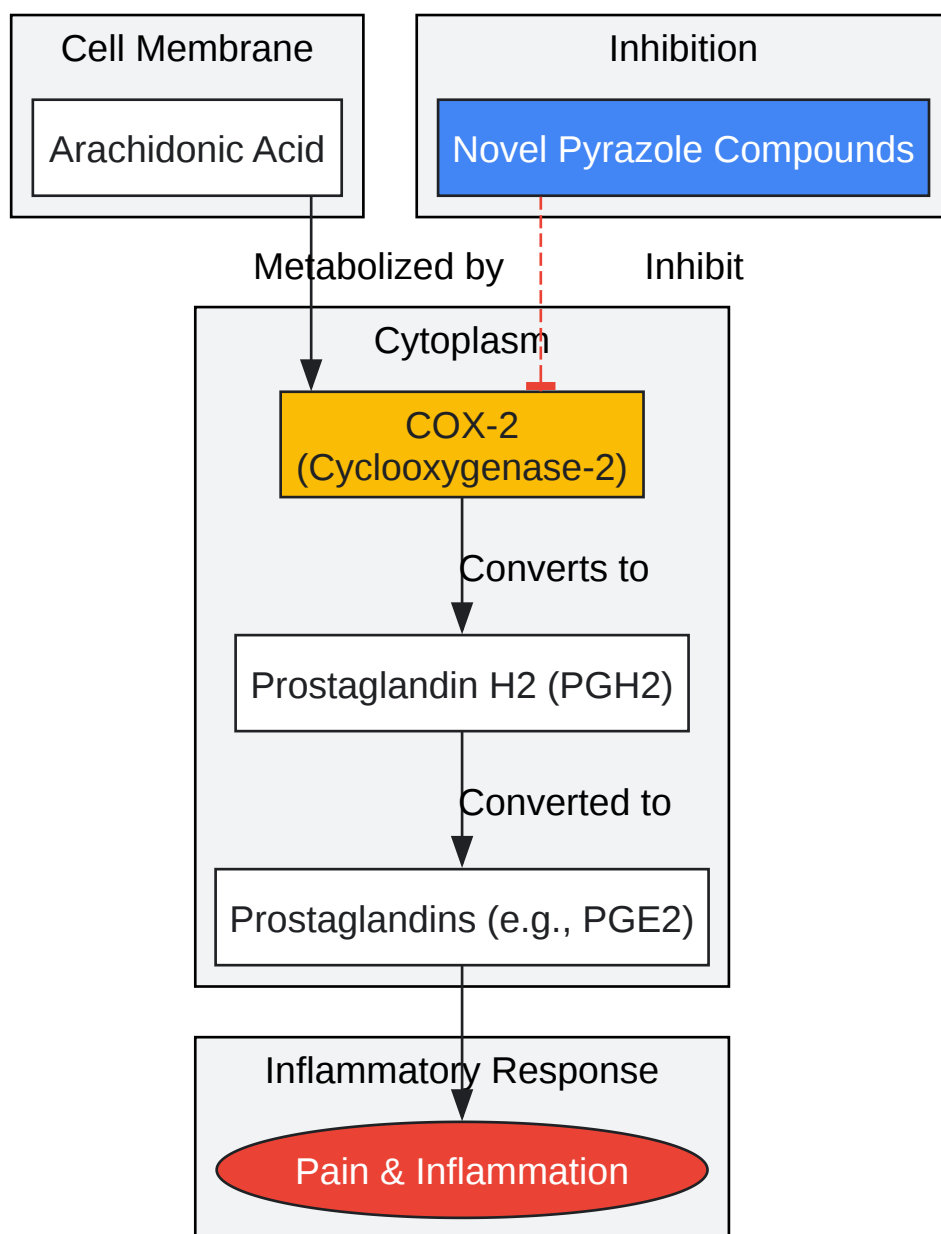 Cell Membrane
Inhibition
Arachidonic Acid
Novel Pyrazole Compounds
Metabolized by
Inhibit
Cytoplasm
COX-2
(Cyclooxygenase-2)
Converts to
Prostaglandin H2 (PGH2)
Converted to
Prostaglandins (e.g., PGE2)
Inflammatory Response
Pain & Inflammation